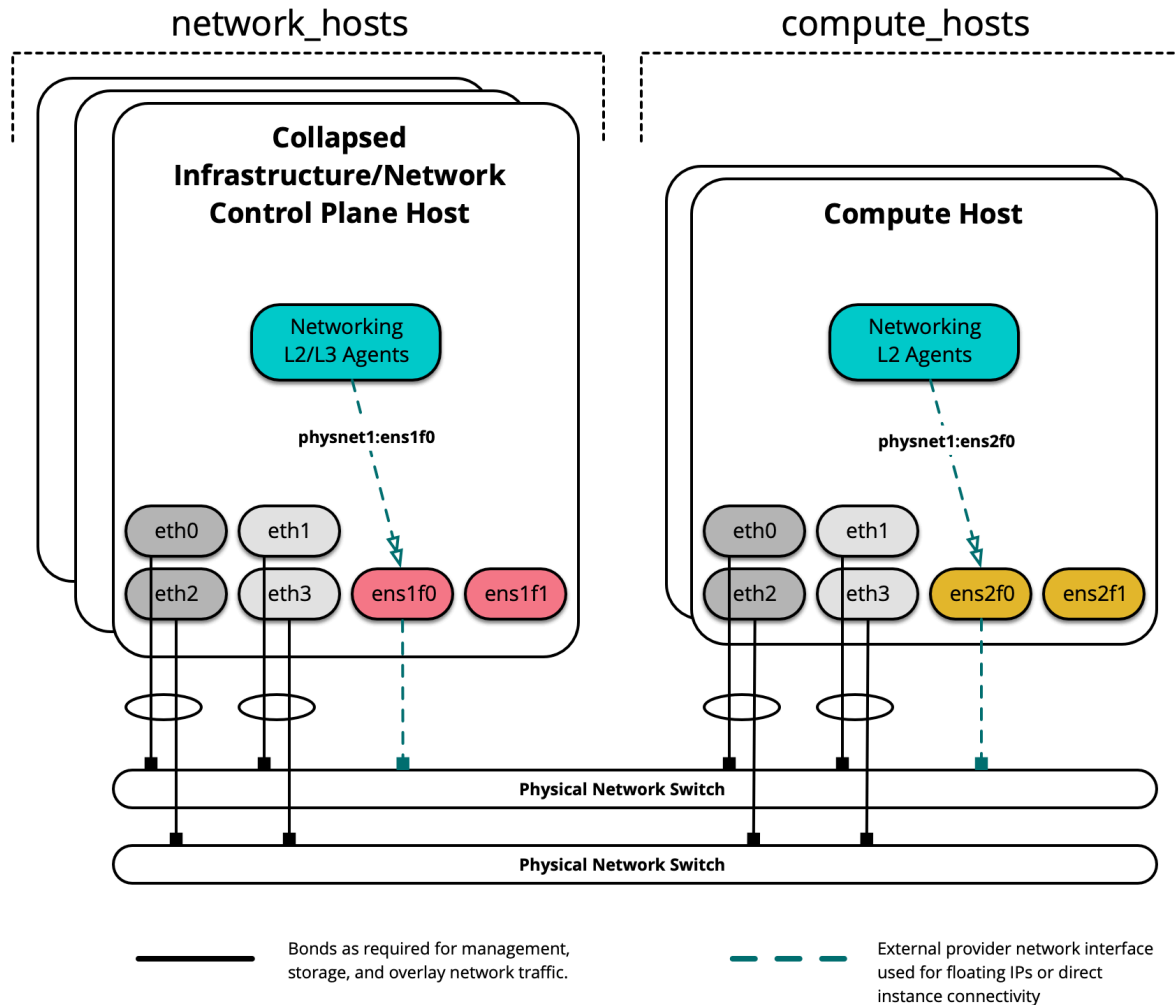 network_hosts
compute_hosts
Collapsed
Infrastructure/Network
Control Plane Host
Compute Host
Networking
L2/L3 Agents
Networking
L2 Agents
physnet1:ens1f0
physnet1:ens2f0
eth0
eth1
eth2
eth3
ens1f0
ens1f1
eth0
eth1
eth2
eth3
ens2f0
ens2f1
Physical Network Switch
Physical Network Switch
Bonds as required for management,
storage, and overlay network traffic.
External provider network interface
used for floating IPs or direct
instance connectivity